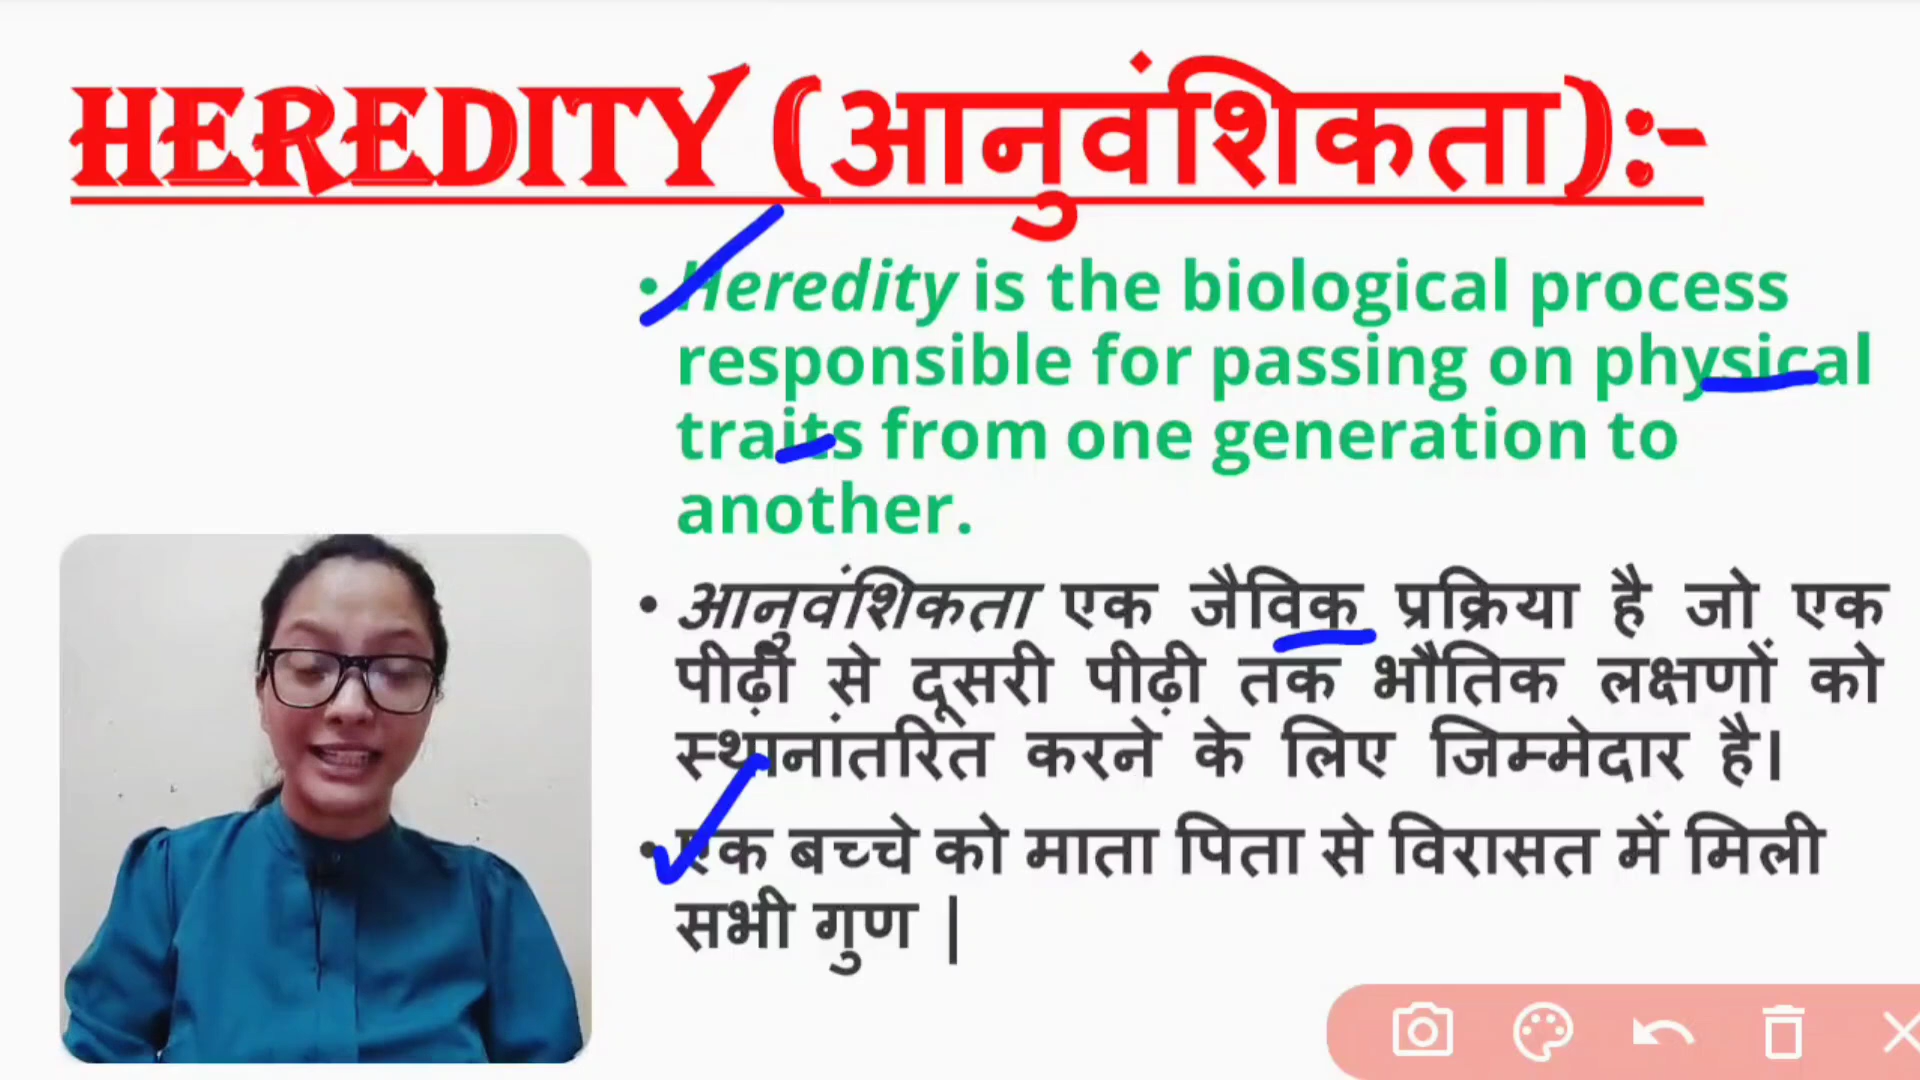 HEREDITY (आनुवंशिकता):-
• Heredity is the biological process
responsible for passing on physical
traits from one generation to
another.
• आनुवंशिकता एक जैविक प्रक्रिया है जो एक
पीढ़ी से दूसरी पीढ़ी तक भौतिक लक्षणों को
स्थानांतरित करने के लिए जिम्मेदार है।
• एक बच्चे को माता पिता से विरासत में मिली
सभी गुण |